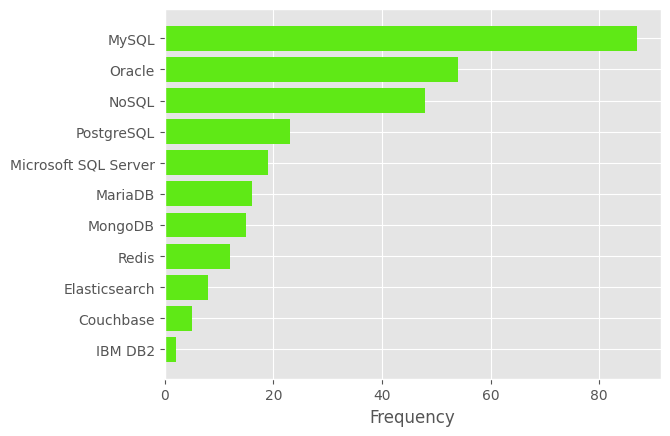 MySQL
Oracle
NoSQL
PostgreSQL
Microsoft SQL Server
MariaDB
MongoDB
Redis
Elasticsearch
Couchbase
IBM DB2
0 20 40 60 80
Frequency